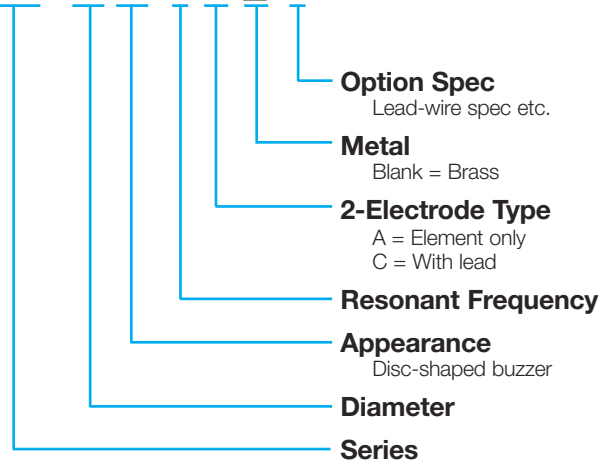 Option Spec
Lead-wire spec etc.
Metal
Blank = Brass
2-Electrode Type
A = Element only
C = With lead
Resonant Frequency
Appearance
Disc-shaped buzzer
Diameter
Series